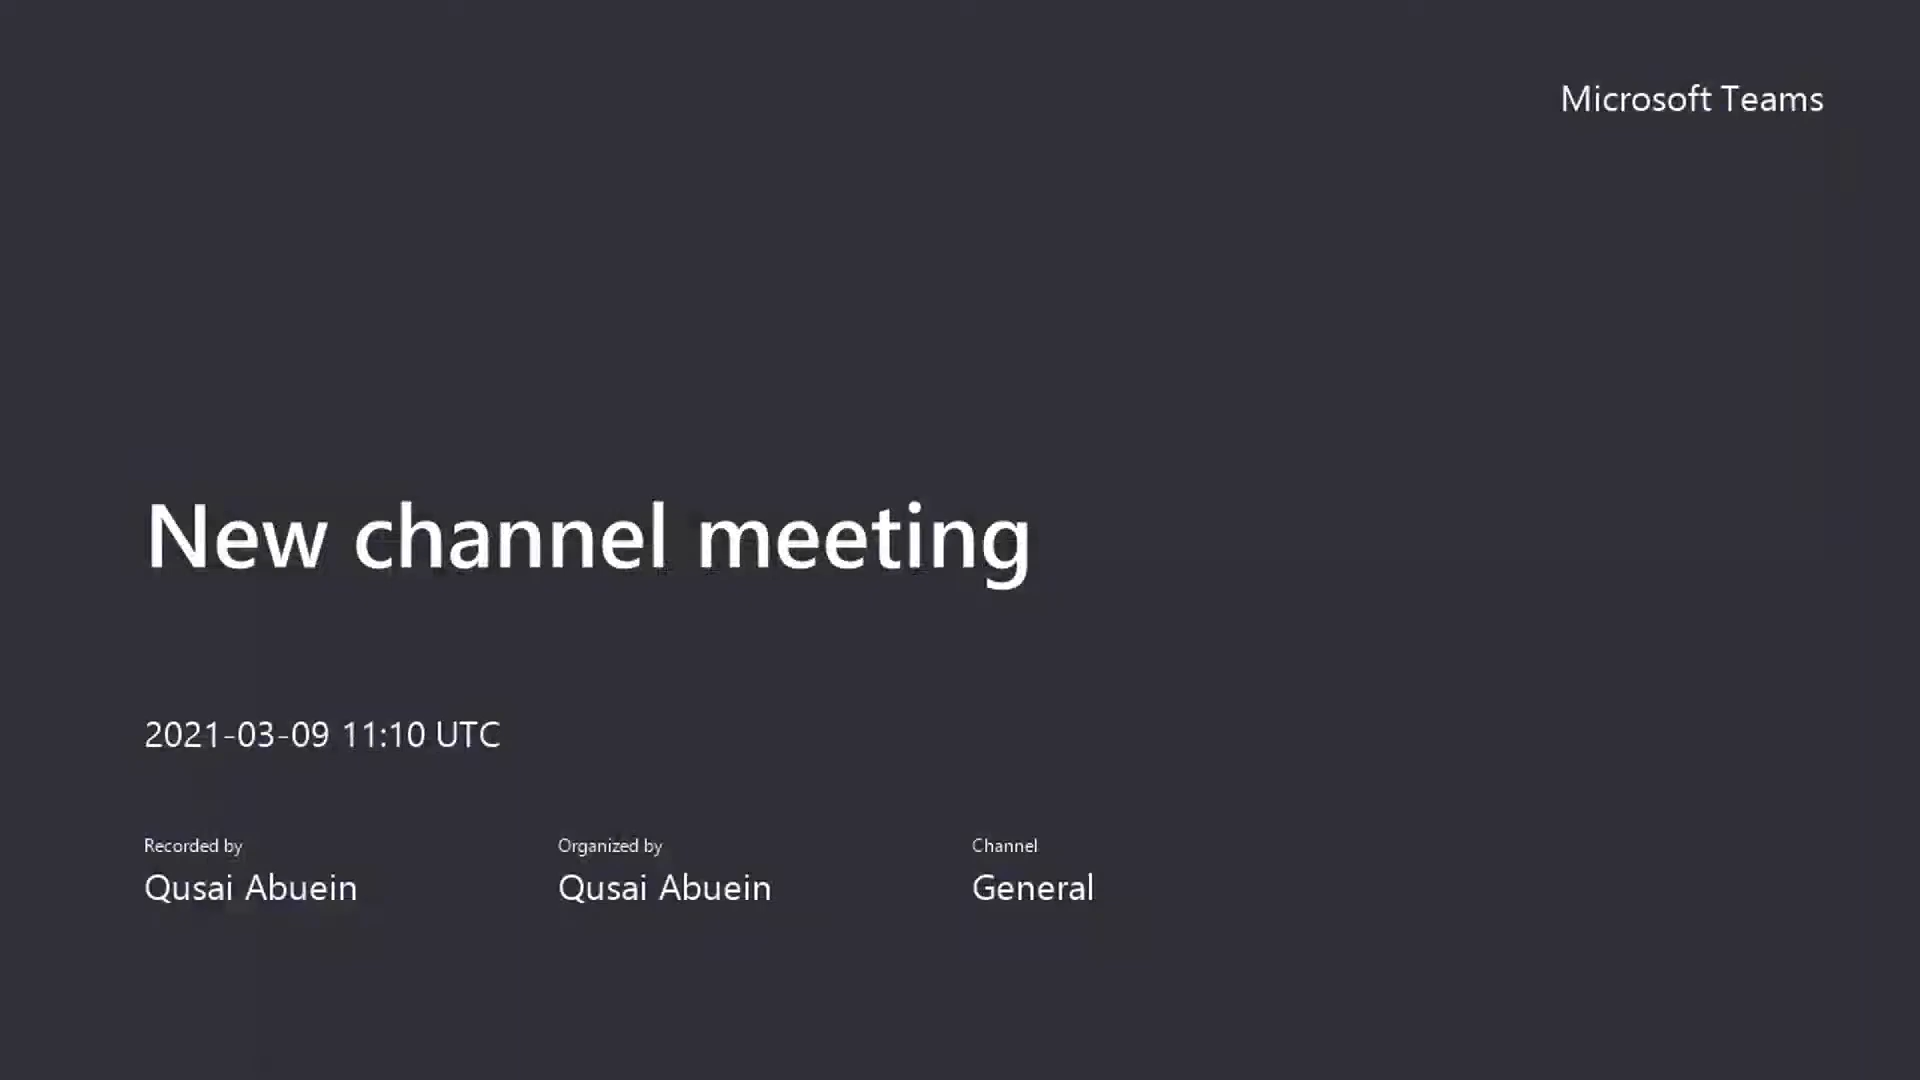 Microsoft Teams
New channel meeting
2021-03-09 11:10 UTC
Recorded by
Qusai Abuein
Organized by
Qusai Abuein
Channel
General